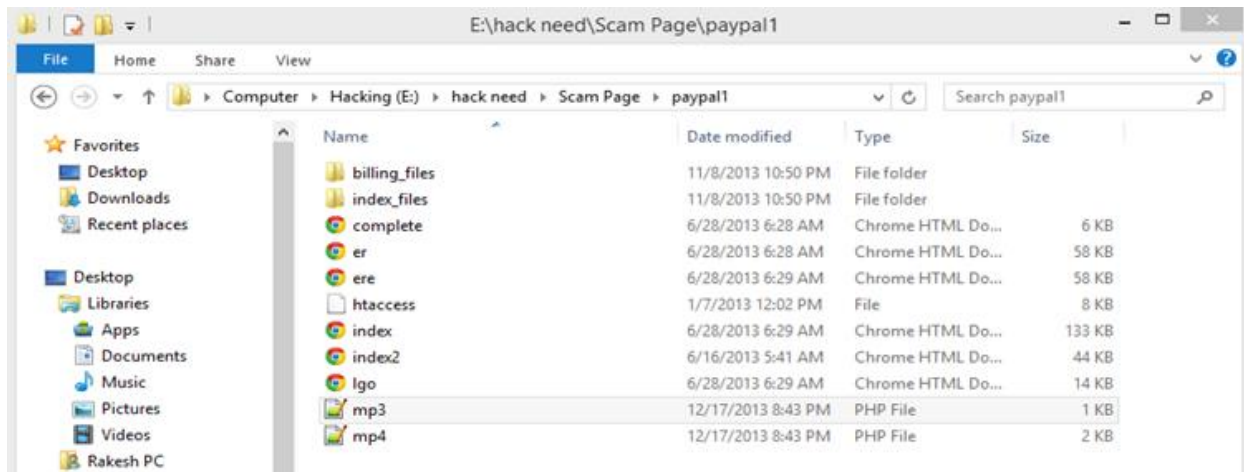 E:\hack need\Scam Page\paypal1
File Home Share View
Computer Hacking (E:) hack need Scam Page paypal1 Search paypal1
Favorites
Desktop
Downloads
Recent places
Desktop
Libraries
Apps
Documents
Music
Pictures
Videos
Rakesh PC
Name Date modified Type Size
billing_files 11/8/2013 10:50 PM File folder
index_files 11/8/2013 10:50 PM File folder
complete 6/28/2013 6:28 AM Chrome HTML Do... 6 KB
er 6/28/2013 6:28 AM Chrome HTML Do... 58 KB
ere 6/28/2013 6:29 AM Chrome HTML Do... 58 KB
htaccess 1/7/2013 12:02 PM File 8 KB
index 6/28/2013 6:29 AM Chrome HTML Do... 133 KB
index2 6/16/2013 5:41 AM Chrome HTML Do... 44 KB
lgo 6/28/2013 6:29 AM Chrome HTML Do... 14 KB
mp3 12/17/2013 8:43 PM PHP File 1 KB
mp4 12/17/2013 8:43 PM PHP File 2 KB